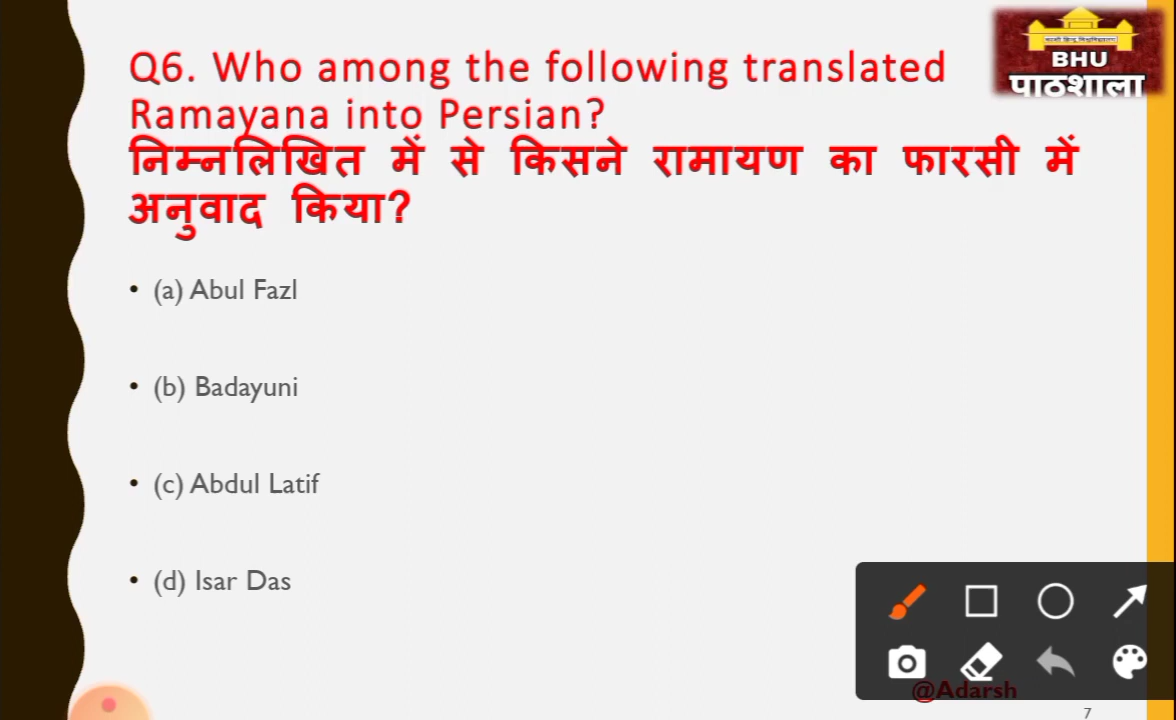 Q6. Who among the following translated
Ramayana into Persian?
निम्नलिखित में से किसने रामायण का फारसी में
अनुवाद किया?
• (a) Abul Fazl
• (b) Badayuni
• (c) Abdul Latif
• (d) Isar Das
BHU
पाठशाला
@Adarsh
7